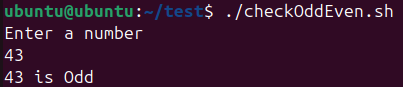 ubuntu@ubuntu:~/test$ ./checkOddEven.sh
Enter a number
43
43 is Odd